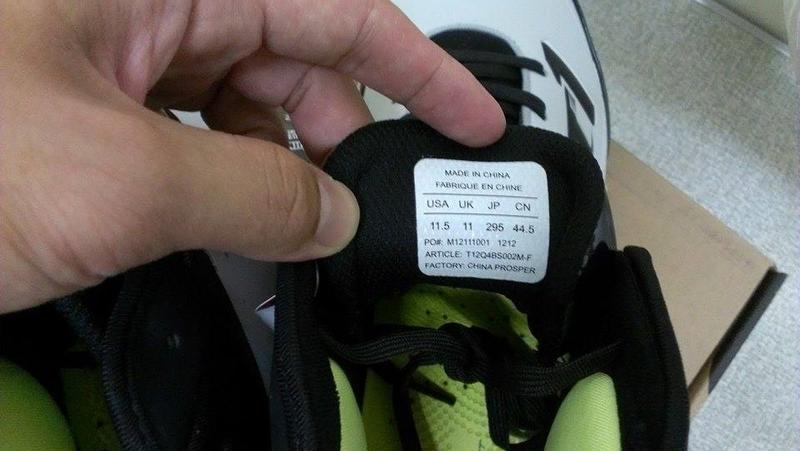 MADE IN CHINA
FABRIQUE EN CHINE
USA UK JP CN
11.5 11 295 44.5
PO#: M12111001 1212
ARTICLE: T12Q4BS002M-F
FACTORY: CHINA PROSPER